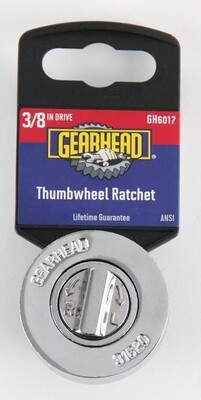 3/8 IN DRIVE GH6017
GEARHEAD
Thumbwheel Ratchet
Lifetime Guarantee ANSI
GEARHEAD